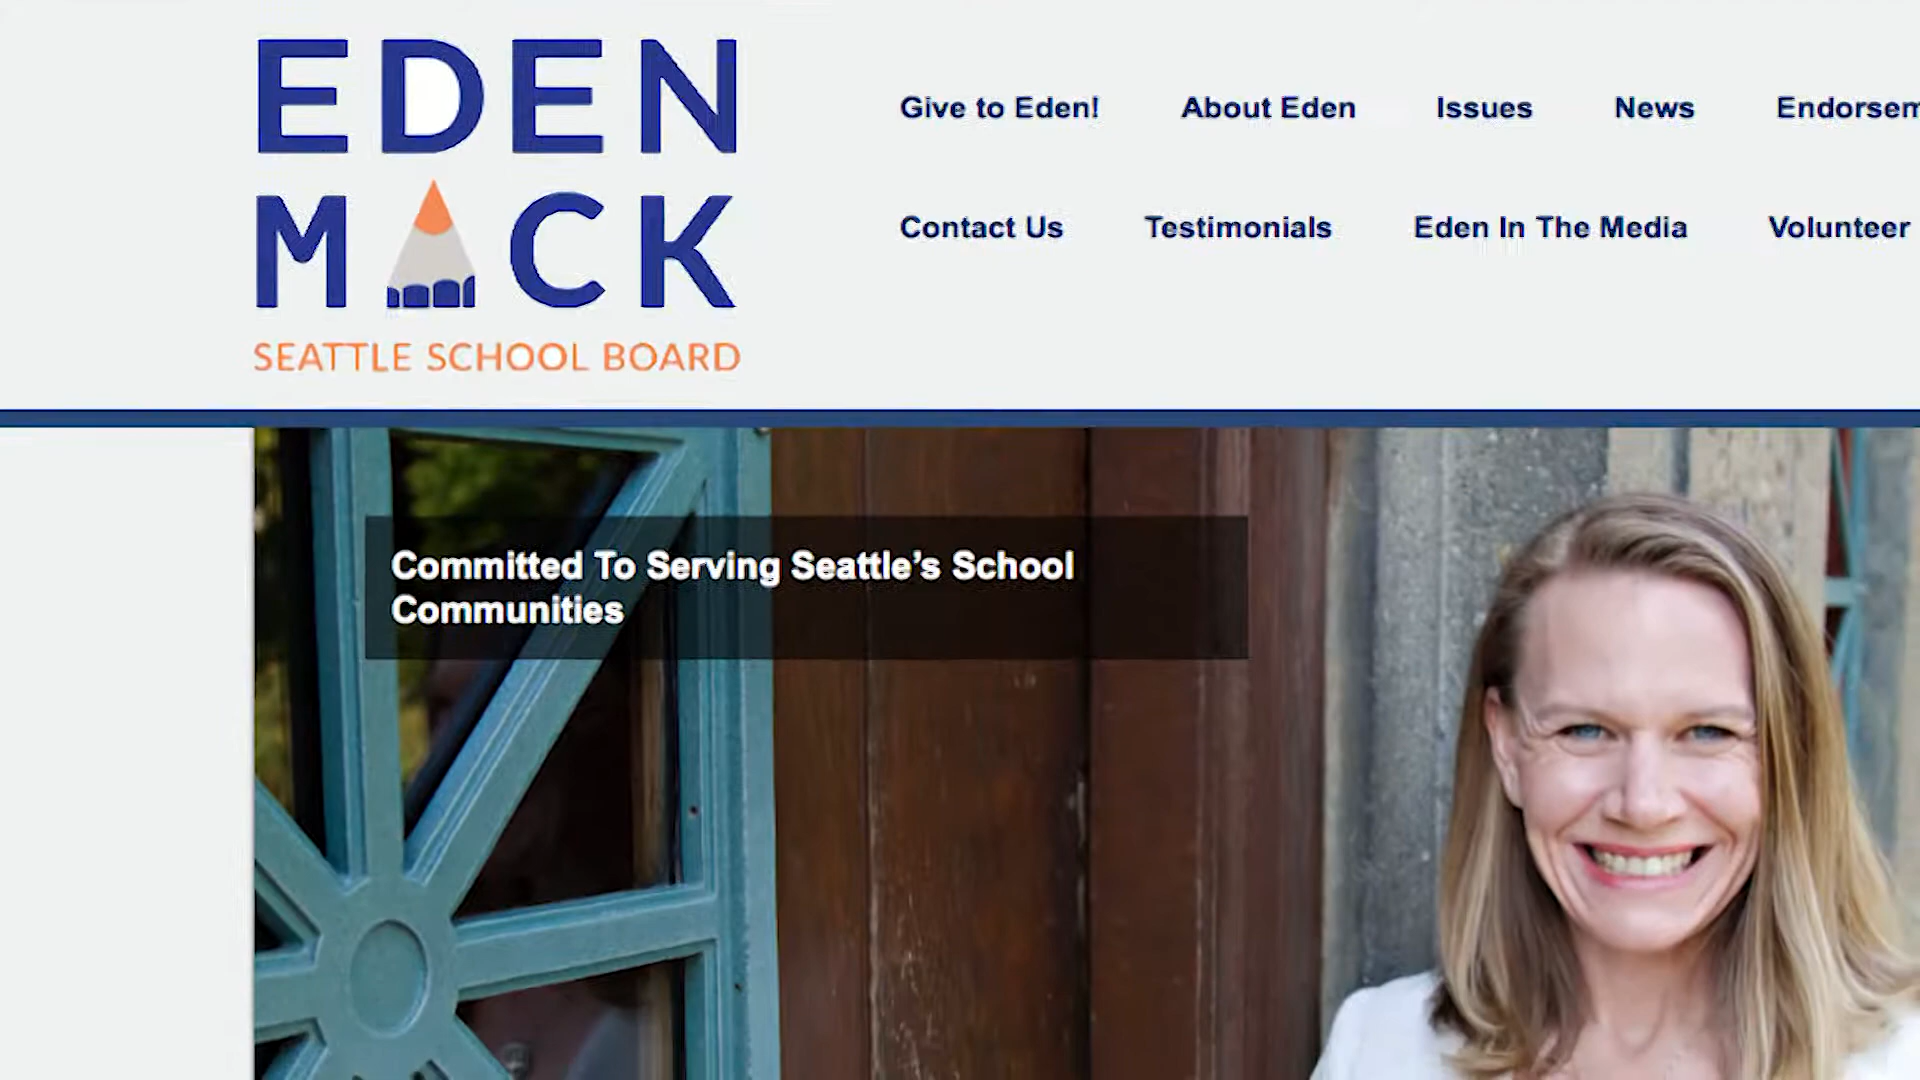 EDEN
MACK
SEATTLE SCHOOL BOARD
Give to Eden! About Eden Issues News Endorsem
Contact Us Testimonials Eden In The Media Volunteer
Committed To Serving Seattle’s School
Communities